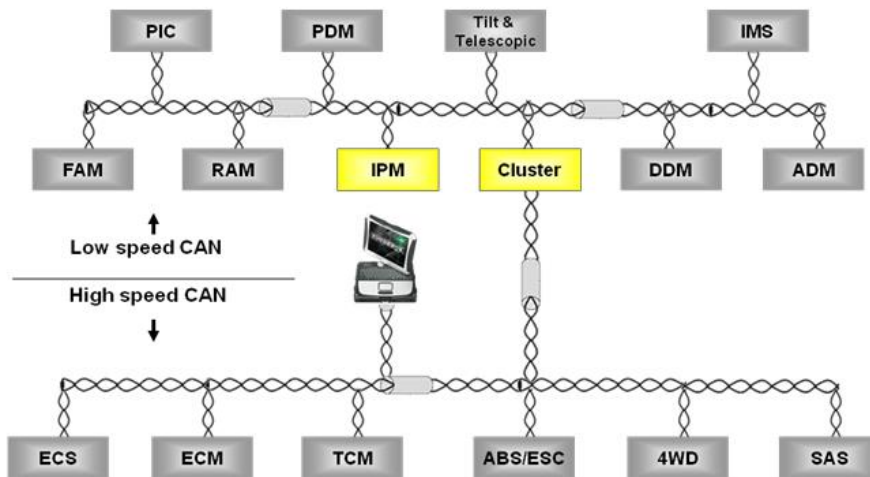 PIC
PDM
Tilt &
Telescopic
IMS
FAM
RAM
IPM
Cluster
DDM
ADM
Low speed CAN
High speed CAN
ECS
ECM
TCM
ABS/ESC
4WD
SAS